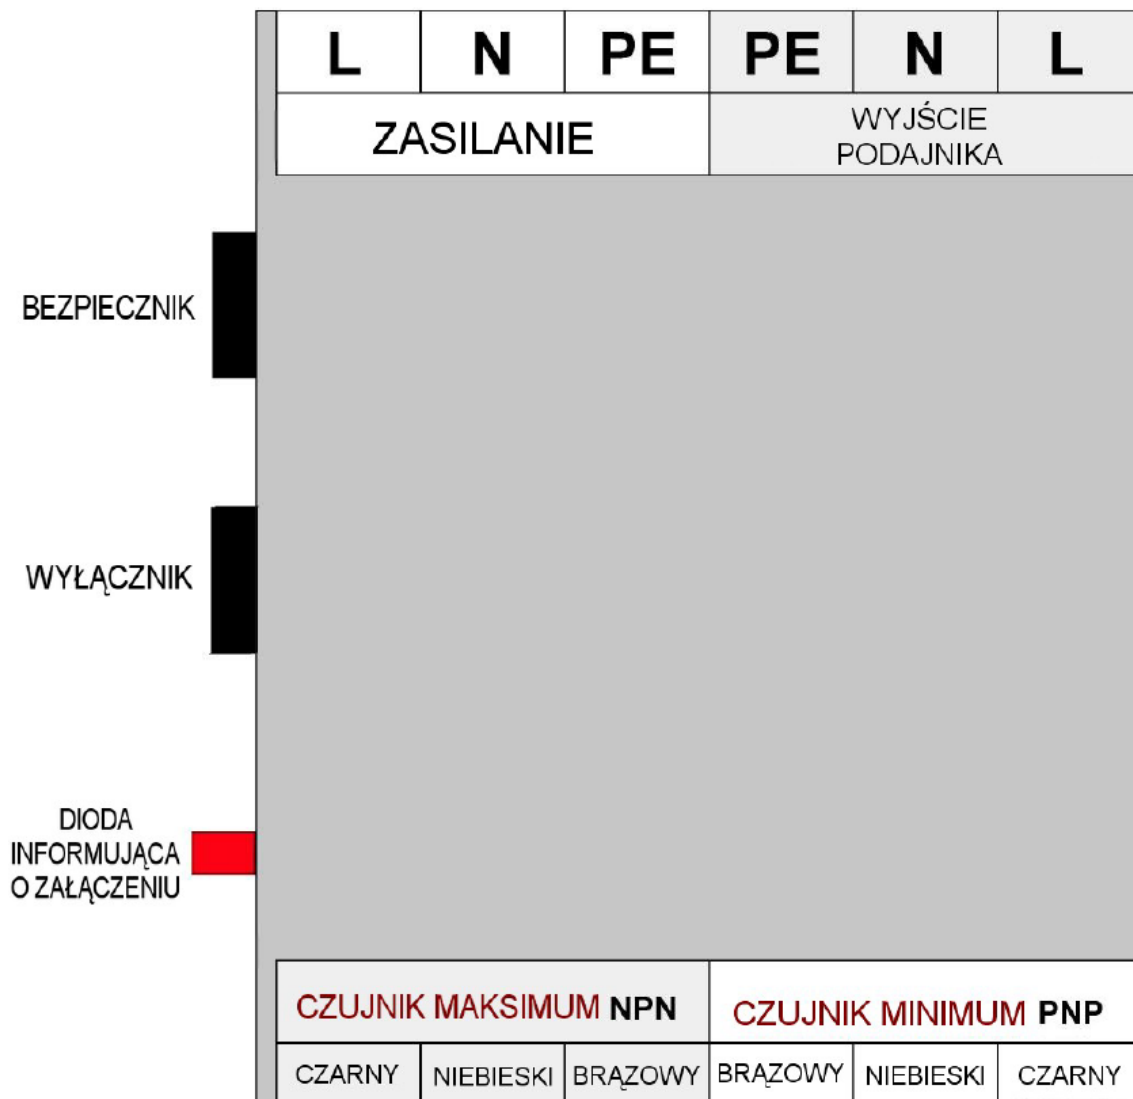 L N PE PE N L
ZASILANIE
WYJŚCIE
PODAJNIKA
BEZPIECZNIK
WYŁĄCZNIK
DIODA
INFORMUJĄCA
O ZAŁĄCZENIU
CZUJNIK MAKSIMUM NPN
CZUJNIK MINIMUM PNP
CZARNY NIEBIESKI BRĄZOWY BRĄZOWY NIEBIESKI CZARNY